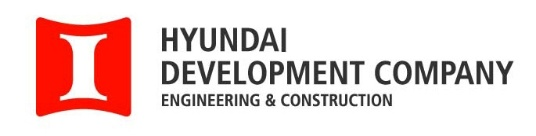 I
HYUNDAI
DEVELOPMENT COMPANY
ENGINEERING & CONSTRUCTION